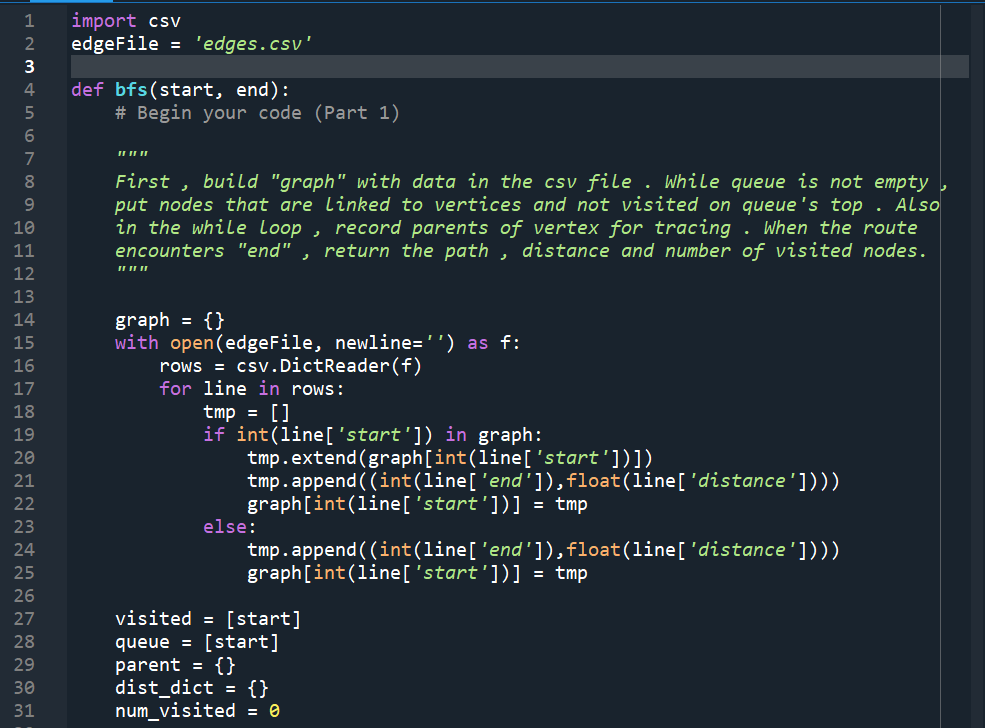 1 import csv
2 edgeFile = 'edges.csv'
3
4 def bfs(start, end):
5     # Begin your code (Part 1)
6
7     """
8     First , build "graph" with data in the csv file . While queue is not empty ,
9     put nodes that are linked to vertices and not visited on queue's top . Also
10     in the while loop , record parents of vertex for tracing . When the route
11     encounters "end" , return the path , distance and number of visited nodes.
12     """
13
14     graph = {}
15     with open(edgeFile, newline='') as f:
16         rows = csv.DictReader(f)
17         for line in rows:
18             tmp = []
19             if int(line['start']) in graph:
20                 tmp.extend(graph[int(line['start'])])
21                 tmp.append((int(line['end']),float(line['distance'])))
22                 graph[int(line['start'])] = tmp
23             else:
24                 tmp.append((int(line['end']),float(line['distance'])))
25                 graph[int(line['start'])] = tmp
26
27     visited = [start]
28     queue = [start]
29     parent = {}
30     dist_dict = {}
31     num_visited = 0